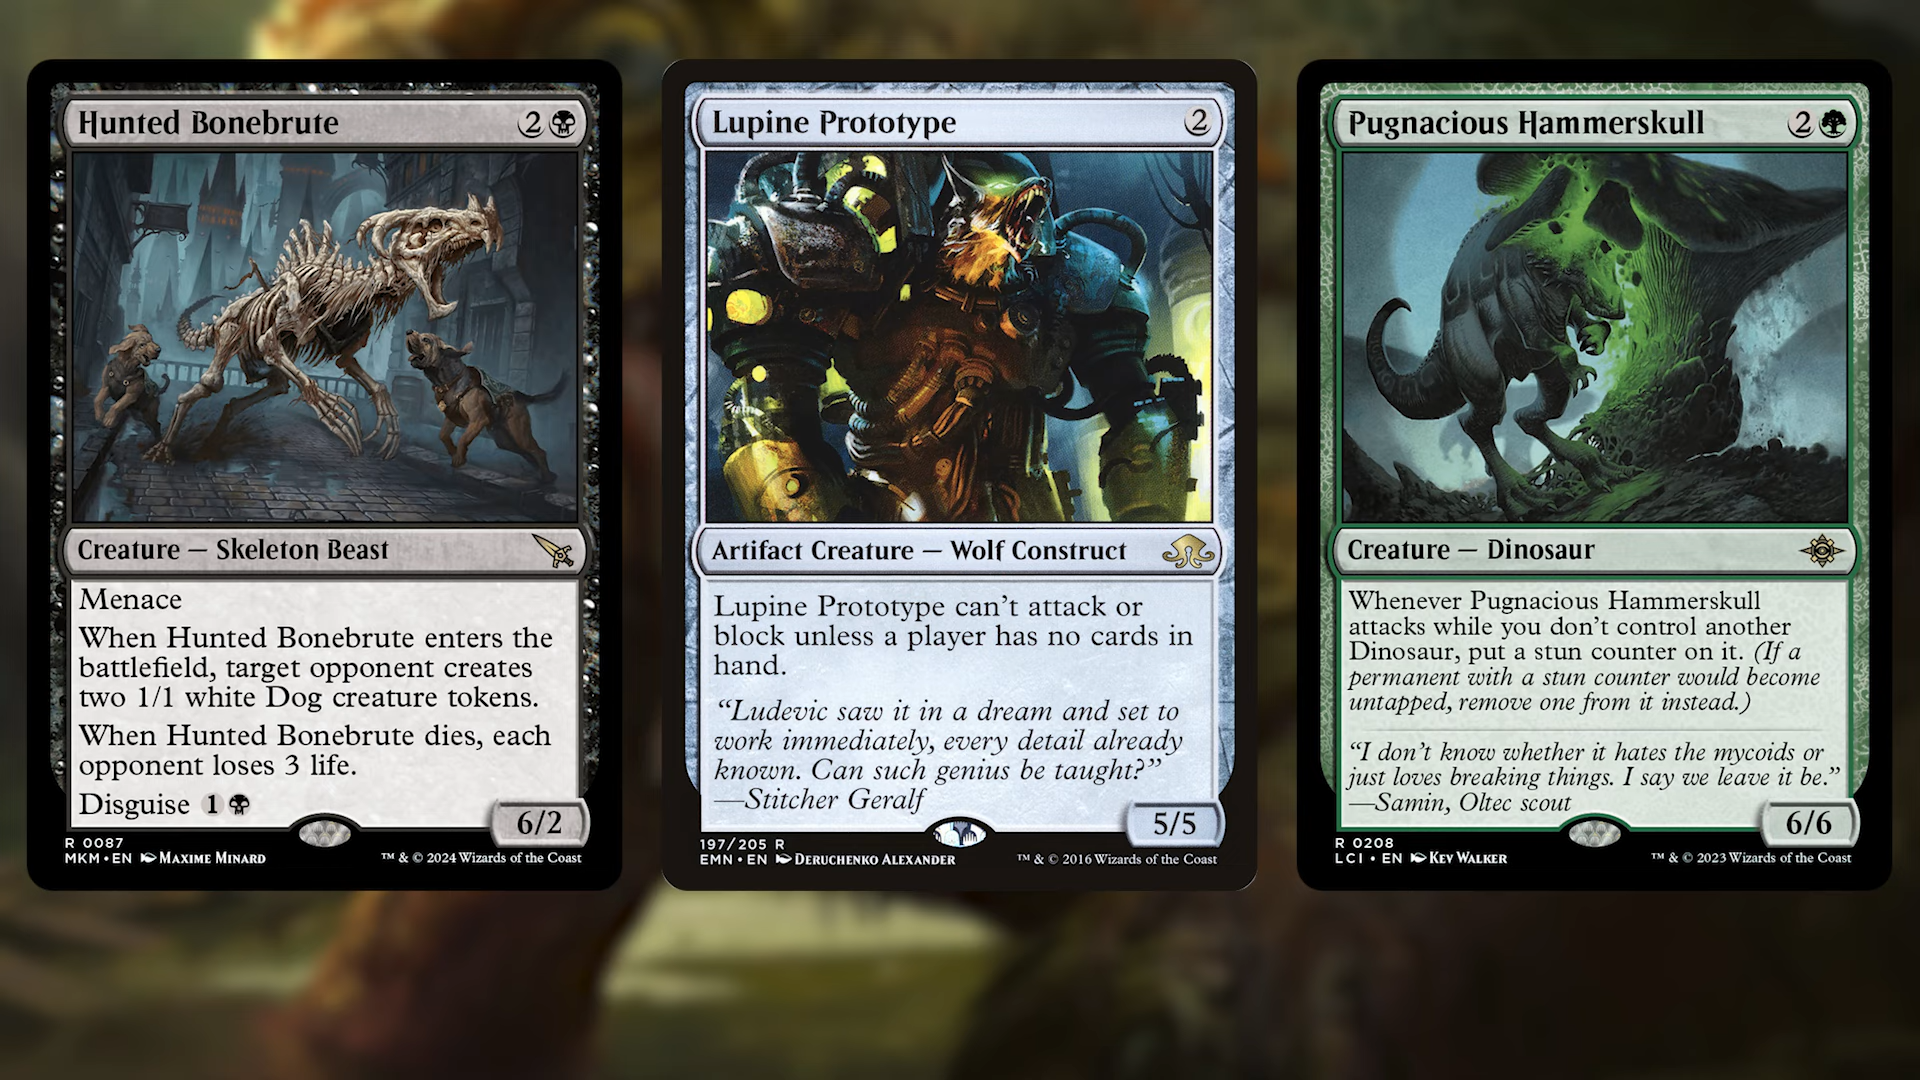 Hunted Bonebrute 2
Creature — Skeleton Beast
Menace
When Hunted Bonebrute enters the
battlefield, target opponent creates
two 1/1 white Dog creature tokens.
When Hunted Bonebrute dies, each
opponent loses 3 life.
Disguise 1
6/2
R 0087
MKM • EN Maxime Minard ™ & © 2024 Wizards of the Coast
Lupine Prototype 2
Artifact Creature — Wolf Construct
Lupine Prototype can't attack or
block unless a player has no cards in
hand.
“Ludevic saw it in a dream and set to
work immediately, every detail already
known. Can such genius be taught?”
—Stitcher Geralf
5/5
197/205 R
EMN • EN Deruchenko Alexander ™ & © 2016 Wizards of the Coast
Pugnacious Hammerskull 2
Creature — Dinosaur
Whenever Pugnacious Hammerskull
attacks while you don't control another
Dinosaur, put a stun counter on it. (If a
permanent with a stun counter would become
untapped, remove one from it instead.)
“I don't know whether it hates the mycoids or
just loves breaking things. I say we leave it be.”
—Samin, Oltec scout
6/6
R 0208
LCI • EN Kev Walker ™ & © 2023 Wizards of the Coast